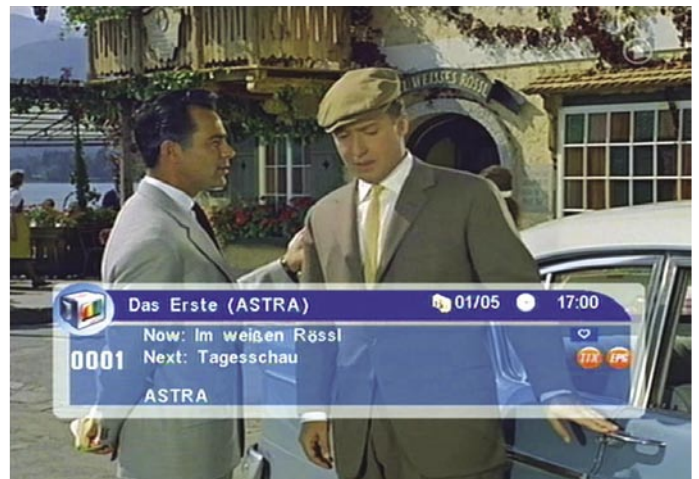 WEISSES RÖSSL
Das Erste (ASTRA) 01/05 17:00
Now: Im weißen Rössl
0001 Next: Tagesschau
TTX EPG
ASTRA